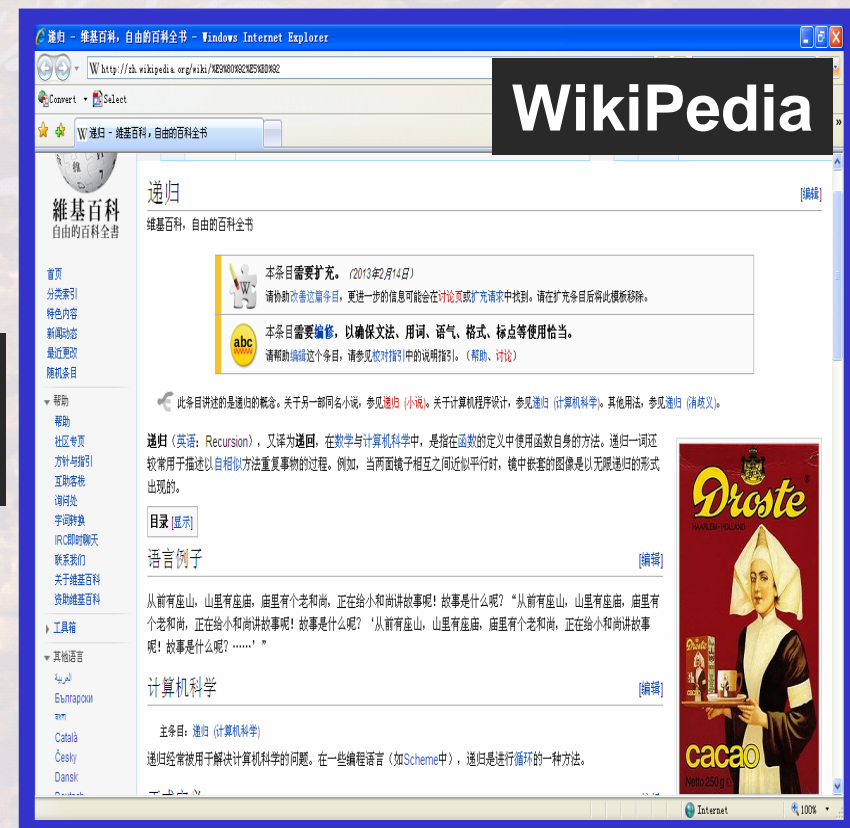 递归 - 维基百科，自由的百科全书 - Windows Internet Explorer
W http://zh.wikipedia.org/wiki/%E9%80%92%E5%BD%92
WikiPedia
Convert Select
W 递归 - 维基百科，自由的百科全书
»
維基百科
自由的百科全書
首页
分类索引
特色内容
新闻动态
最近更改
随机条目
帮助
帮助
社区专页
方针与指引
互助客栈
询问处
字词转换
IRC即时聊天
联系我们
关于维基百科
资助维基百科
工具箱
其他语言
العربية
Български
বাংলা
Català
Česky
Dansk
递归 [编辑]
维基百科，自由的百科全书
本条目需要扩充。（2013年2月14日）
请协助改善这篇条目，更进一步的信息可能会在讨论页或扩充请求中找到。请在扩充条目后将此模板移除。
abc
本条目需要编修，以确保文法、用词、语气、格式、标点等使用恰当。
请帮助编辑这个条目，请参见校对指引中的说明指引。（帮助、讨论）
此条目讲述的是递归的概念。关于另一部同名小说，参见递归 (小说)。关于计算机程序设计，参见递归 (计算机科学)。其他用法，参见递归 (消歧义)。
递归（英语：Recursion），又译为递回，在数学与计算机科学中，是指在函数的定义中使用函数自身的方法。递归一词还
较常用于描述以自相似方法重复事物的过程。例如，当两面镜子相互之间近似平行时，镜中嵌套的图像是以无限递归的形式
出现的。
目录 [显示]
语言例子 [编辑]
从前有座山，山里有座庙，庙里有个老和尚，正在给小和尚讲故事呢！故事是什么呢？“从前有座山，山里有座庙，庙里有
个老和尚，正在给小和尚讲故事呢！故事是什么呢？‘从前有座山，山里有座庙，庙里有个老和尚，正在给小和尚讲故事
呢！故事是什么呢？……’”
计算机科学 [编辑]
主条目：递归 (计算机科学)
递归经常被用于解决计算机科学的问题。在一些编程语言（如Scheme中），递归是进行循环的一种方法。
Droste
HAARLEM-HOLLAND
Droste
cacao
Netto 250 g
Internet
100%